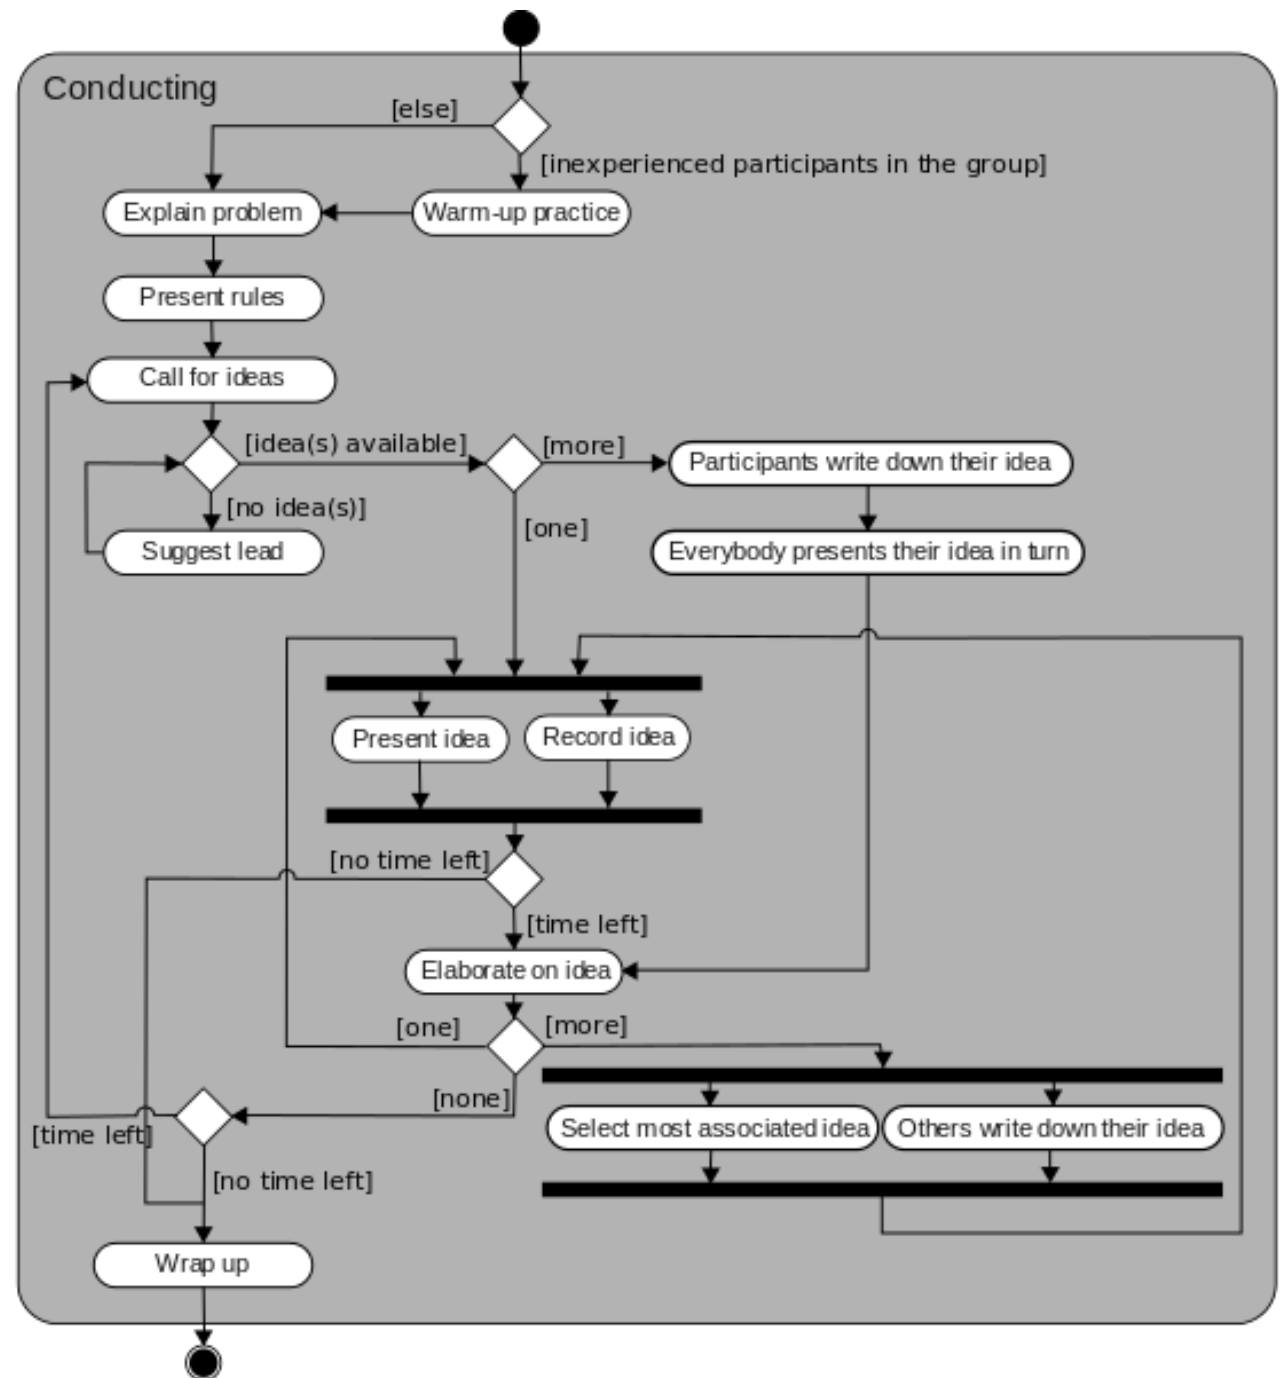 Conducting
[else]
[inexperienced participants in the group]
Explain problem
Warm-up practice
Present rules
Call for ideas
[idea(s) available]
[more]
Participants write down their idea
[no idea(s)]
[one]
Suggest lead
Everybody presents their idea in turn
Present idea
Record idea
[no time left]
[time left]
Elaborate on idea
[one]
[more]
[none]
[time left]
Select most associated idea
Others write down their idea
[no time left]
Wrap up